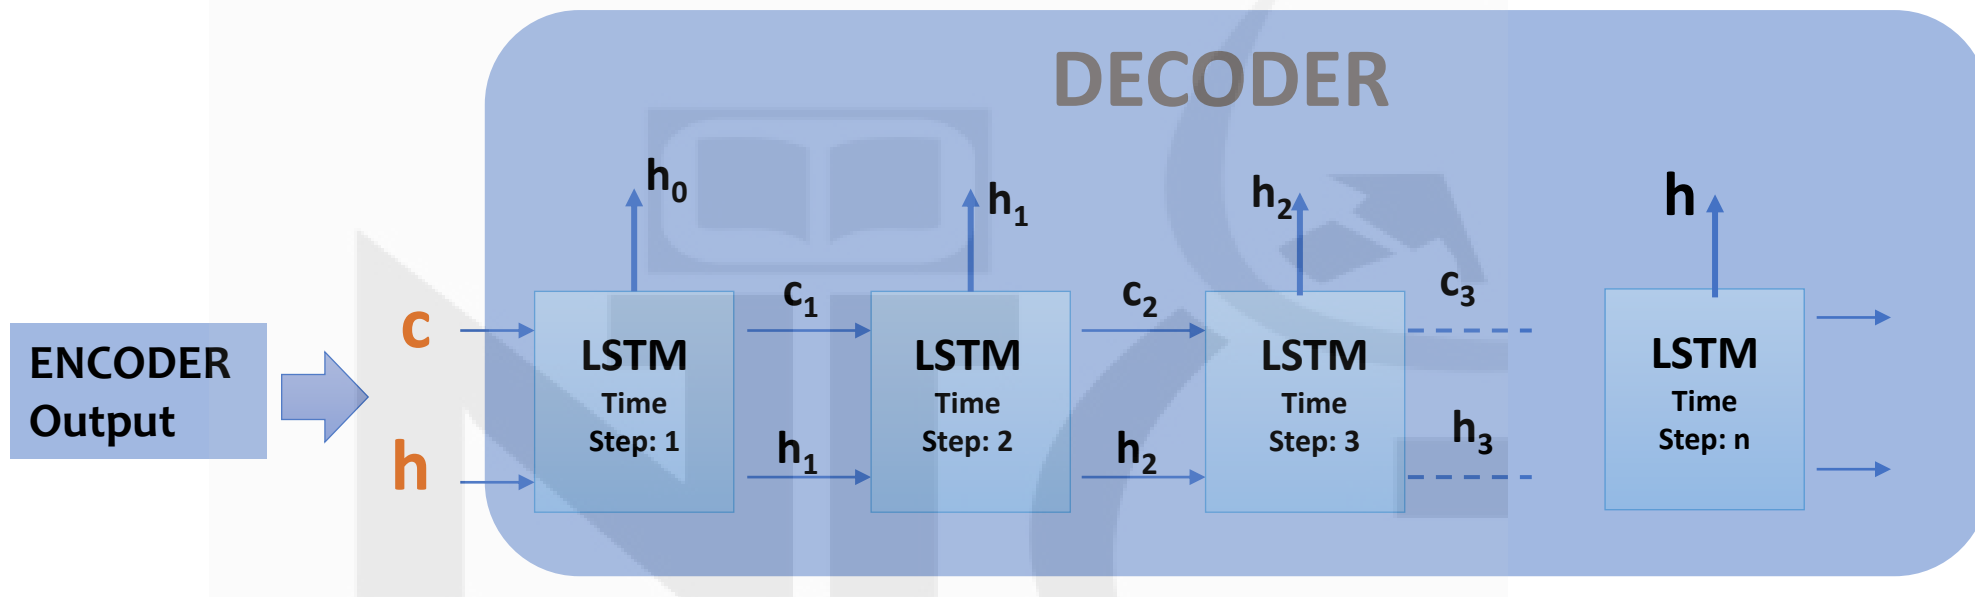 DECODER
h₀
h₁
h₂
h
c₁
c₂
c₃
c
h
ENCODER
Output
LSTM
Time
Step: 1
LSTM
Time
Step: 2
LSTM
Time
Step: 3
LSTM
Time
Step: n
h₁
h₂
h₃